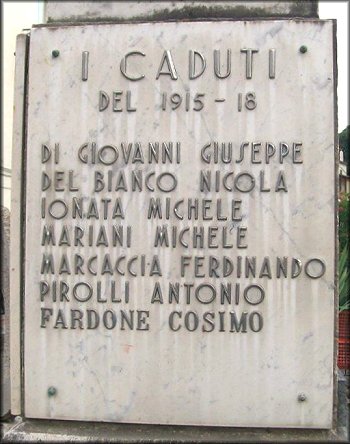 I CADUTI
DEL 1915-18
DI GIOVANNI GIUSEPPE
DEL BIANCO NICOLA
IONATA MICHELE
MARIANI MICHELE
MARCACCIA FERDINANDO
PIROLLI ANTONIO
FARDONE COSIMO